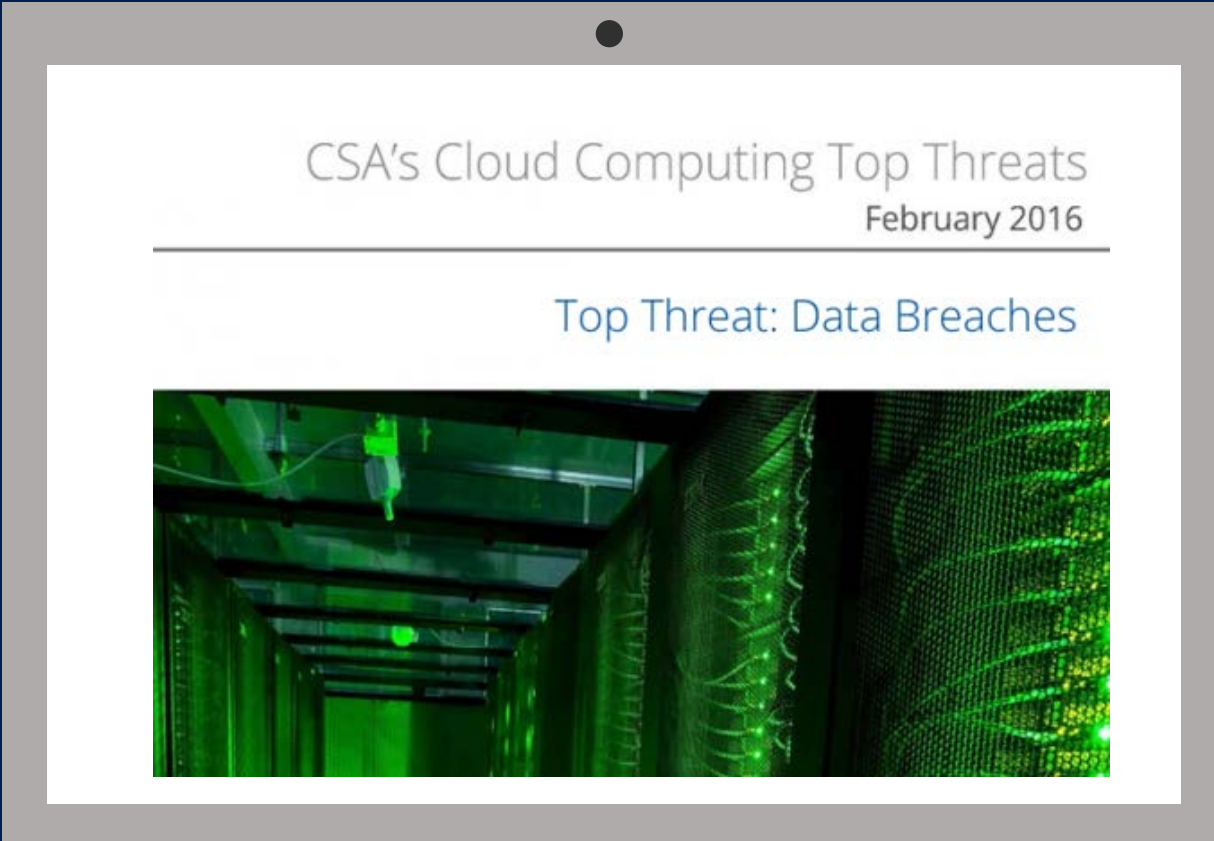 CSA's Cloud Computing Top Threats
February 2016
Top Threat: Data Breaches